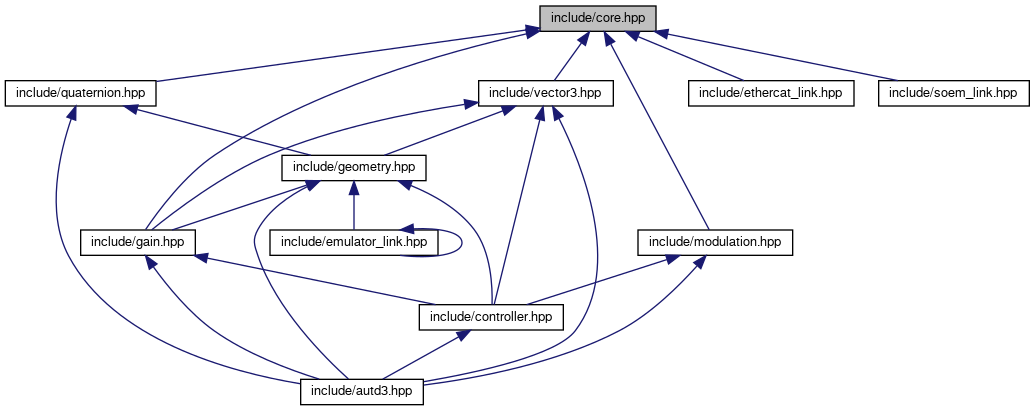 include/core.hpp
include/quaternion.hpp
include/vector3.hpp
include/ethercat_link.hpp
include/soem_link.hpp
include/geometry.hpp
include/gain.hpp
include/emulator_link.hpp
include/modulation.hpp
include/controller.hpp
include/autd3.hpp